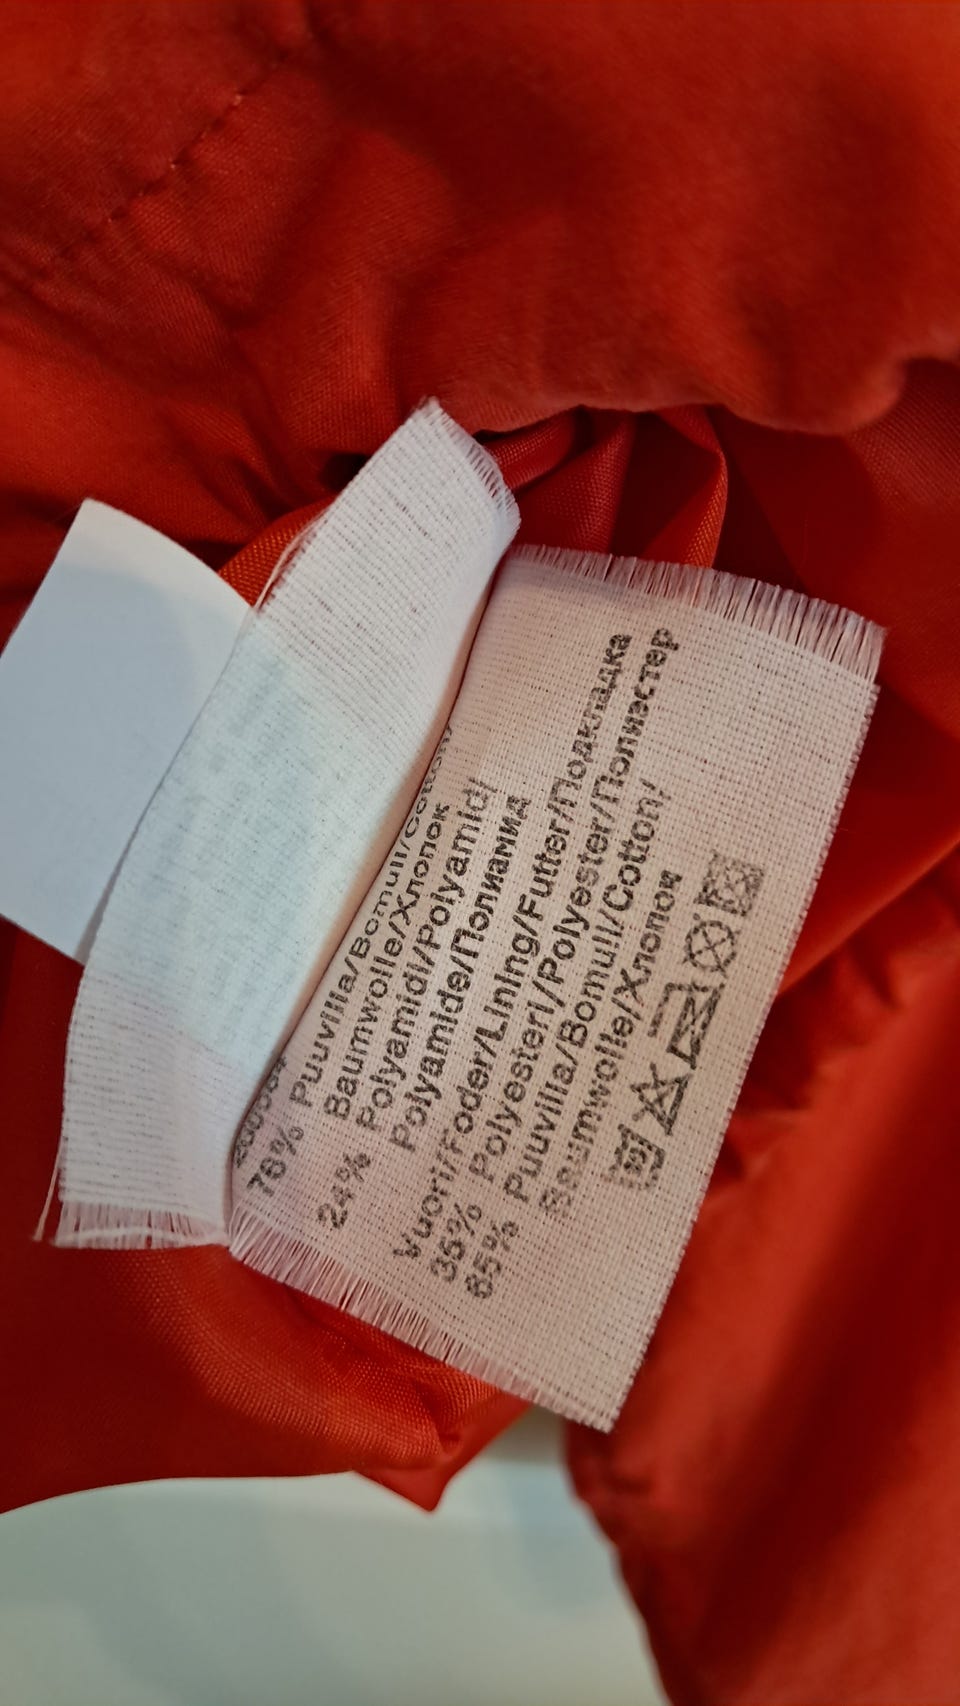 76% Puuvilla/Bomull/Cotton/
Baumwolle/Хлопок
24% Polyamidi/Polyamid/
Polyamide/Полиамид
Vuori/Foder/Lining/Futter/Подкладка
35% Polyesteri/Polyester/Полиэстер
65% Puuvilla/Bomull/Cotton/
Baumwolle/Хлопок